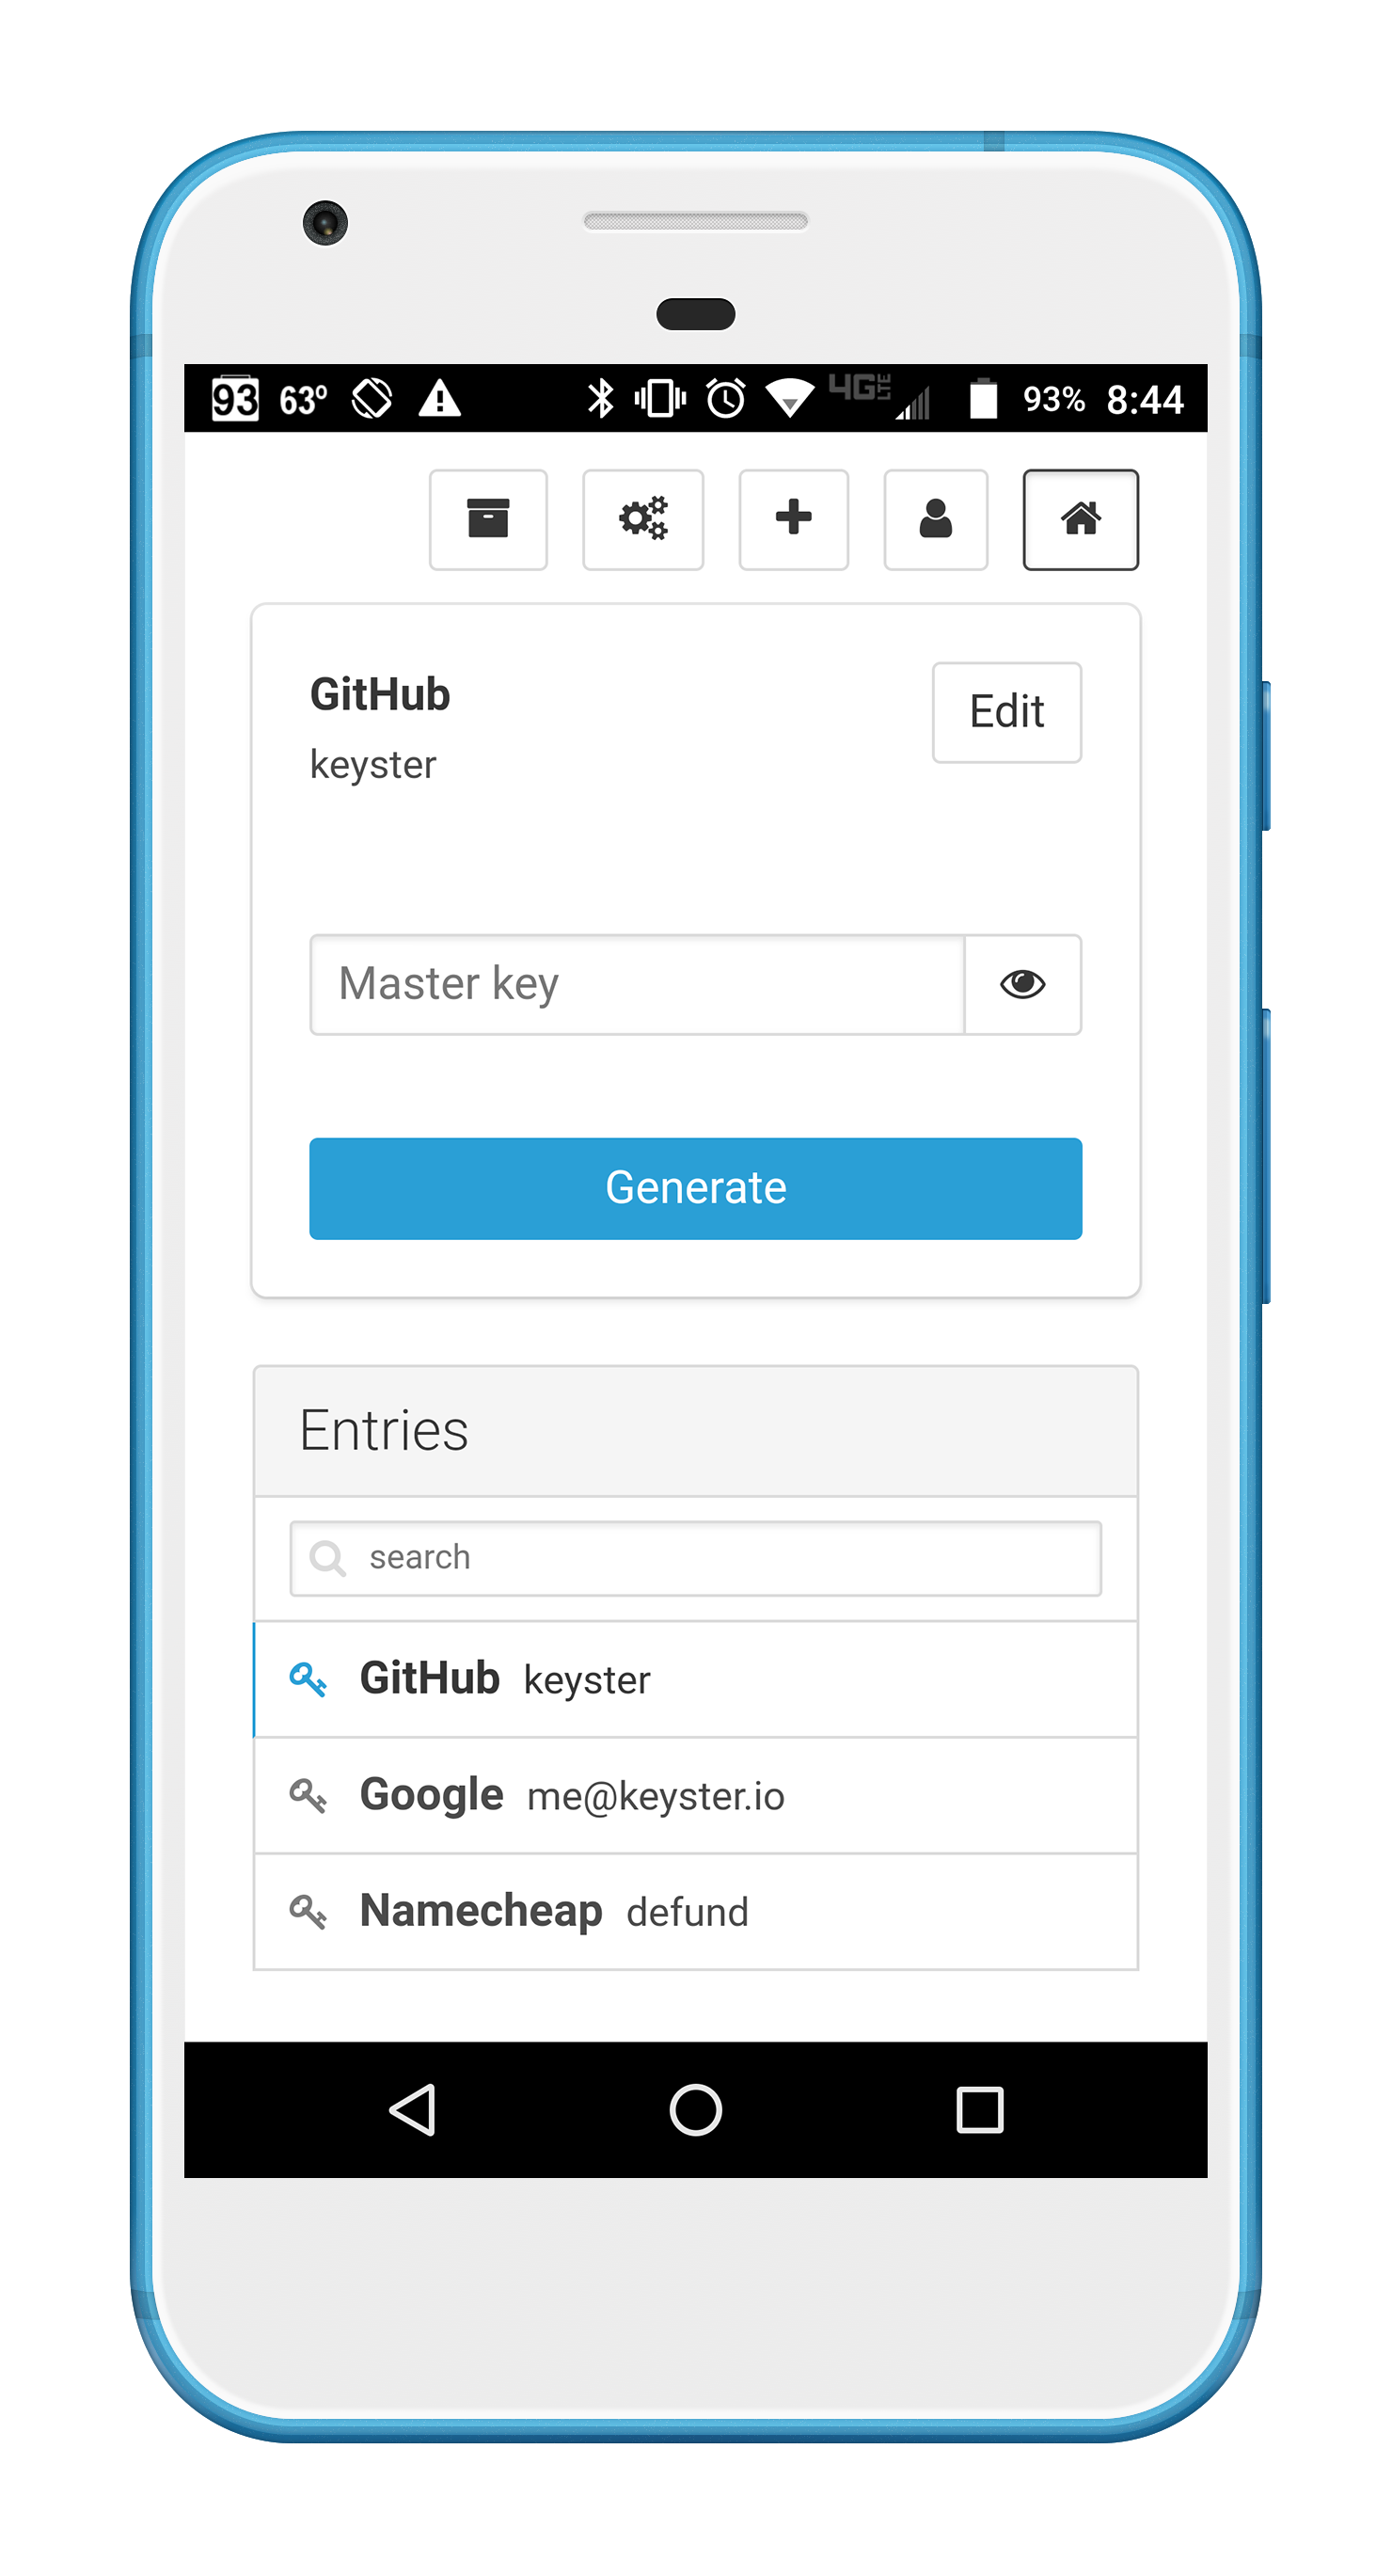 93 63° 4G LTE 93% 8:44
GitHub
Edit
keyster
Master key
Generate
Entries
search
GitHub keyster
Google me@keyster.io
Namecheap defund